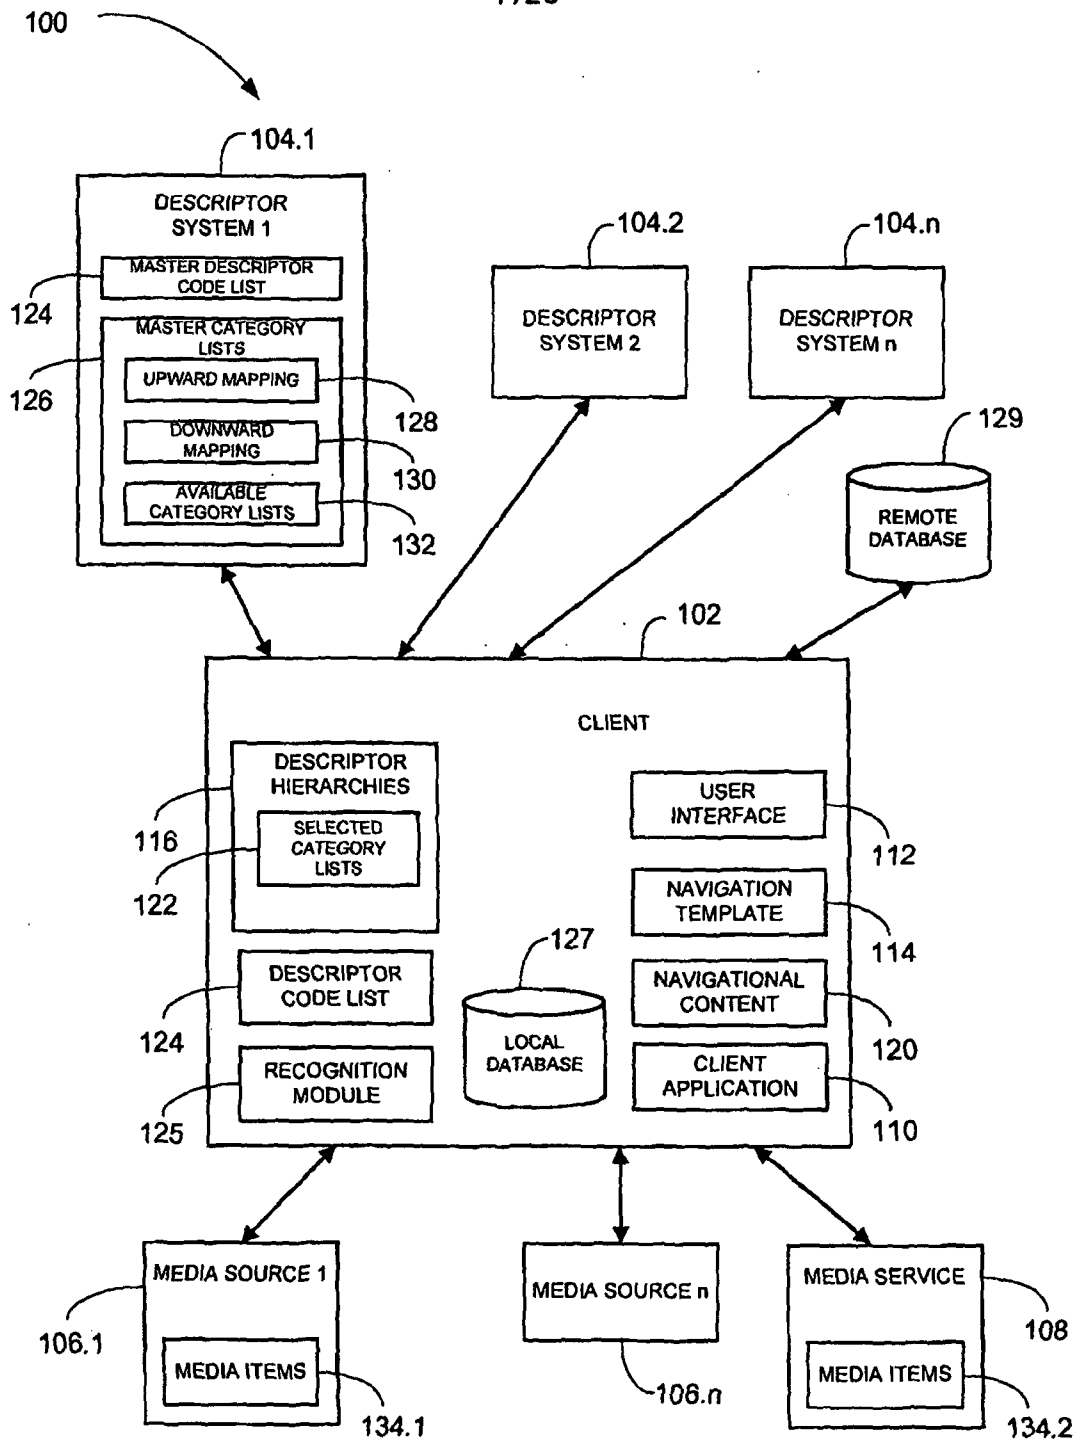 100
104.1
DESCRIPTOR
SYSTEM 1
MASTER DESCRIPTOR
CODE LIST
124
MASTER CATEGORY
LISTS
126
UPWARD MAPPING
128
DOWNWARD
MAPPING
130
AVAILABLE
CATEGORY LISTS
132
104.2
DESCRIPTOR
SYSTEM 2
104.n
DESCRIPTOR
SYSTEM n
129
REMOTE
DATABASE
102
CLIENT
DESCRIPTOR
HIERARCHIES
116
SELECTED
CATEGORY
LISTS
122
DESCRIPTOR
CODE LIST
124
RECOGNITION
MODULE
125
127
LOCAL
DATABASE
USER
INTERFACE
112
NAVIGATION
TEMPLATE
114
NAVIGATIONAL
CONTENT
120
CLIENT
APPLICATION
110
MEDIA SOURCE 1
106.1
MEDIA ITEMS
134.1
MEDIA SOURCE n
106.n
MEDIA SERVICE
108
MEDIA ITEMS
134.2